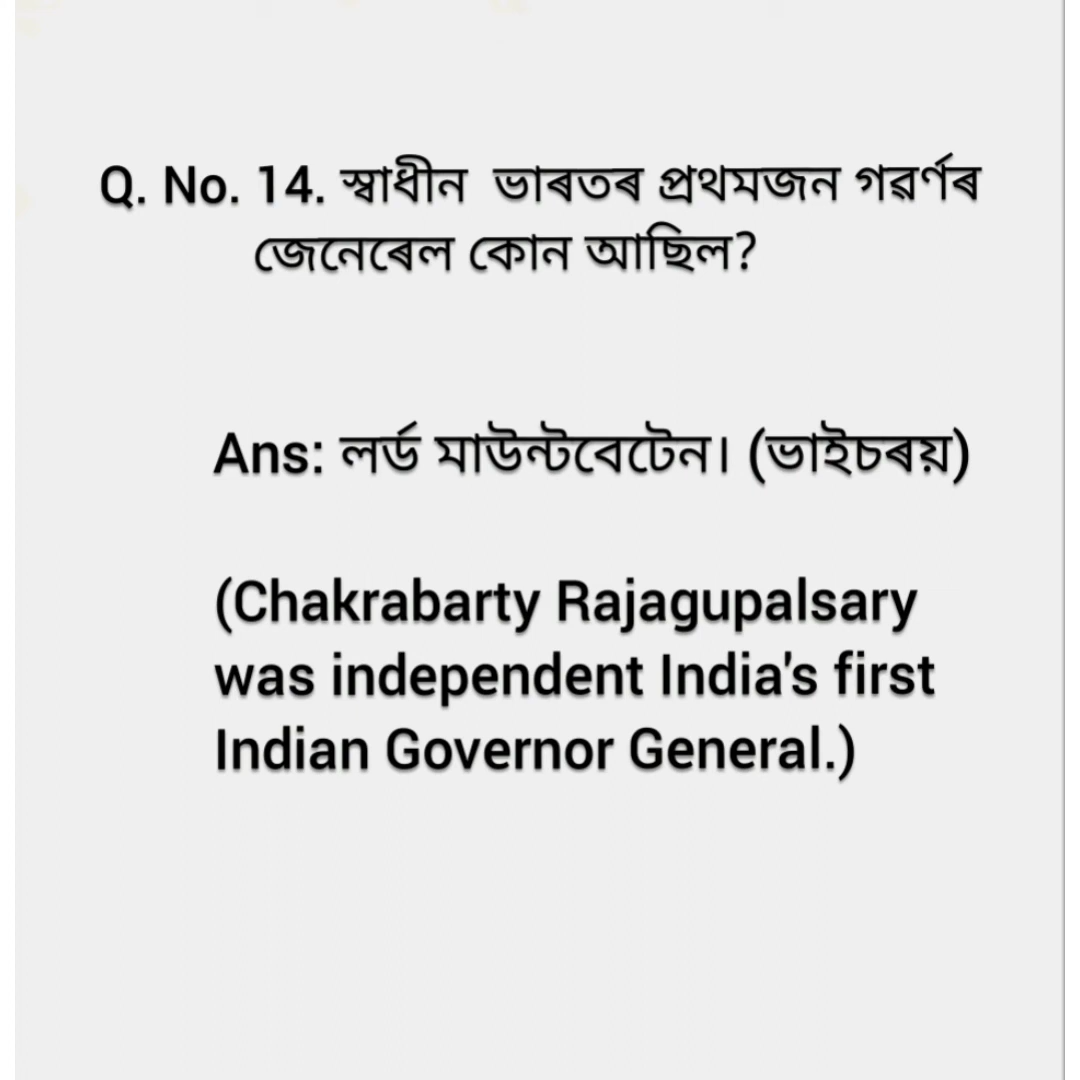 Q. No. 14. স্বাধীন ভাৰতৰ প্ৰথমজন গৱৰ্ণৰ
জেনেৰেল কোন আছিল?
Ans: লৰ্ড মাউন্টবেটেন। (ভাইচৰয়)
(Chakrabarty Rajagupalsary
was independent India's first
Indian Governor General.)